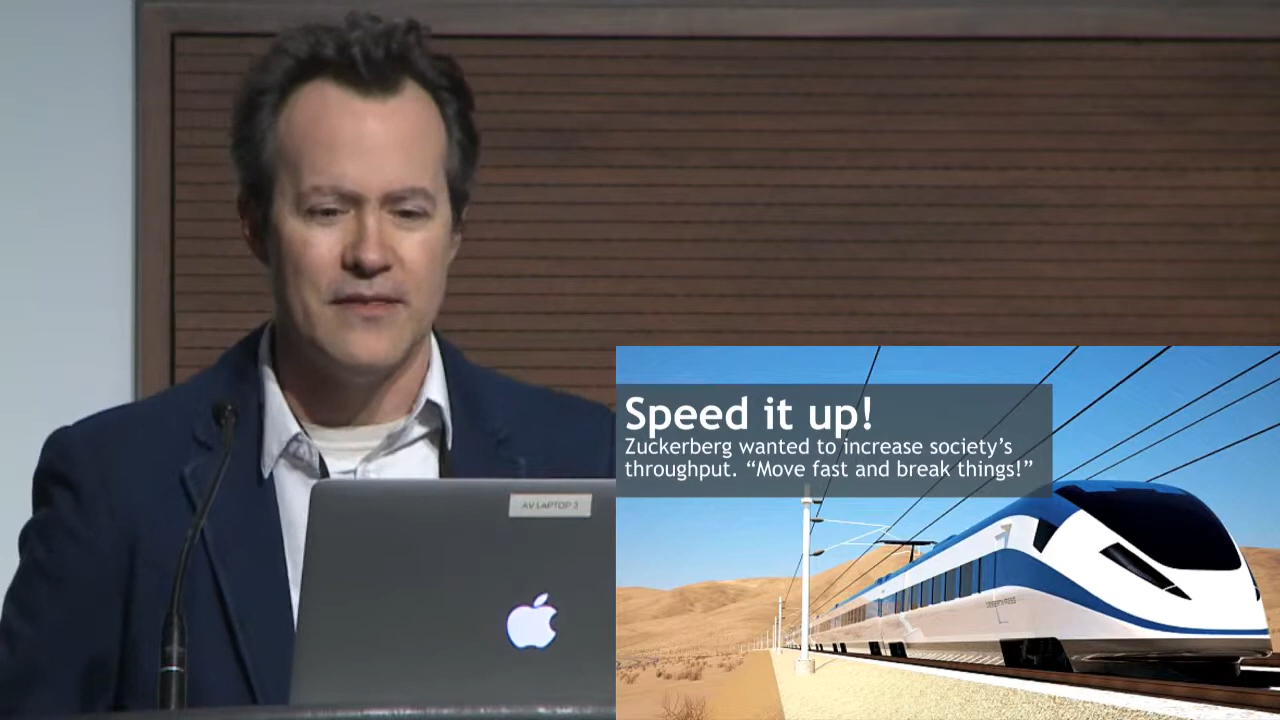 AV LAPTOP 3
Speed it up!
Zuckerberg wanted to increase society’s
throughput. “Move fast and break things!”